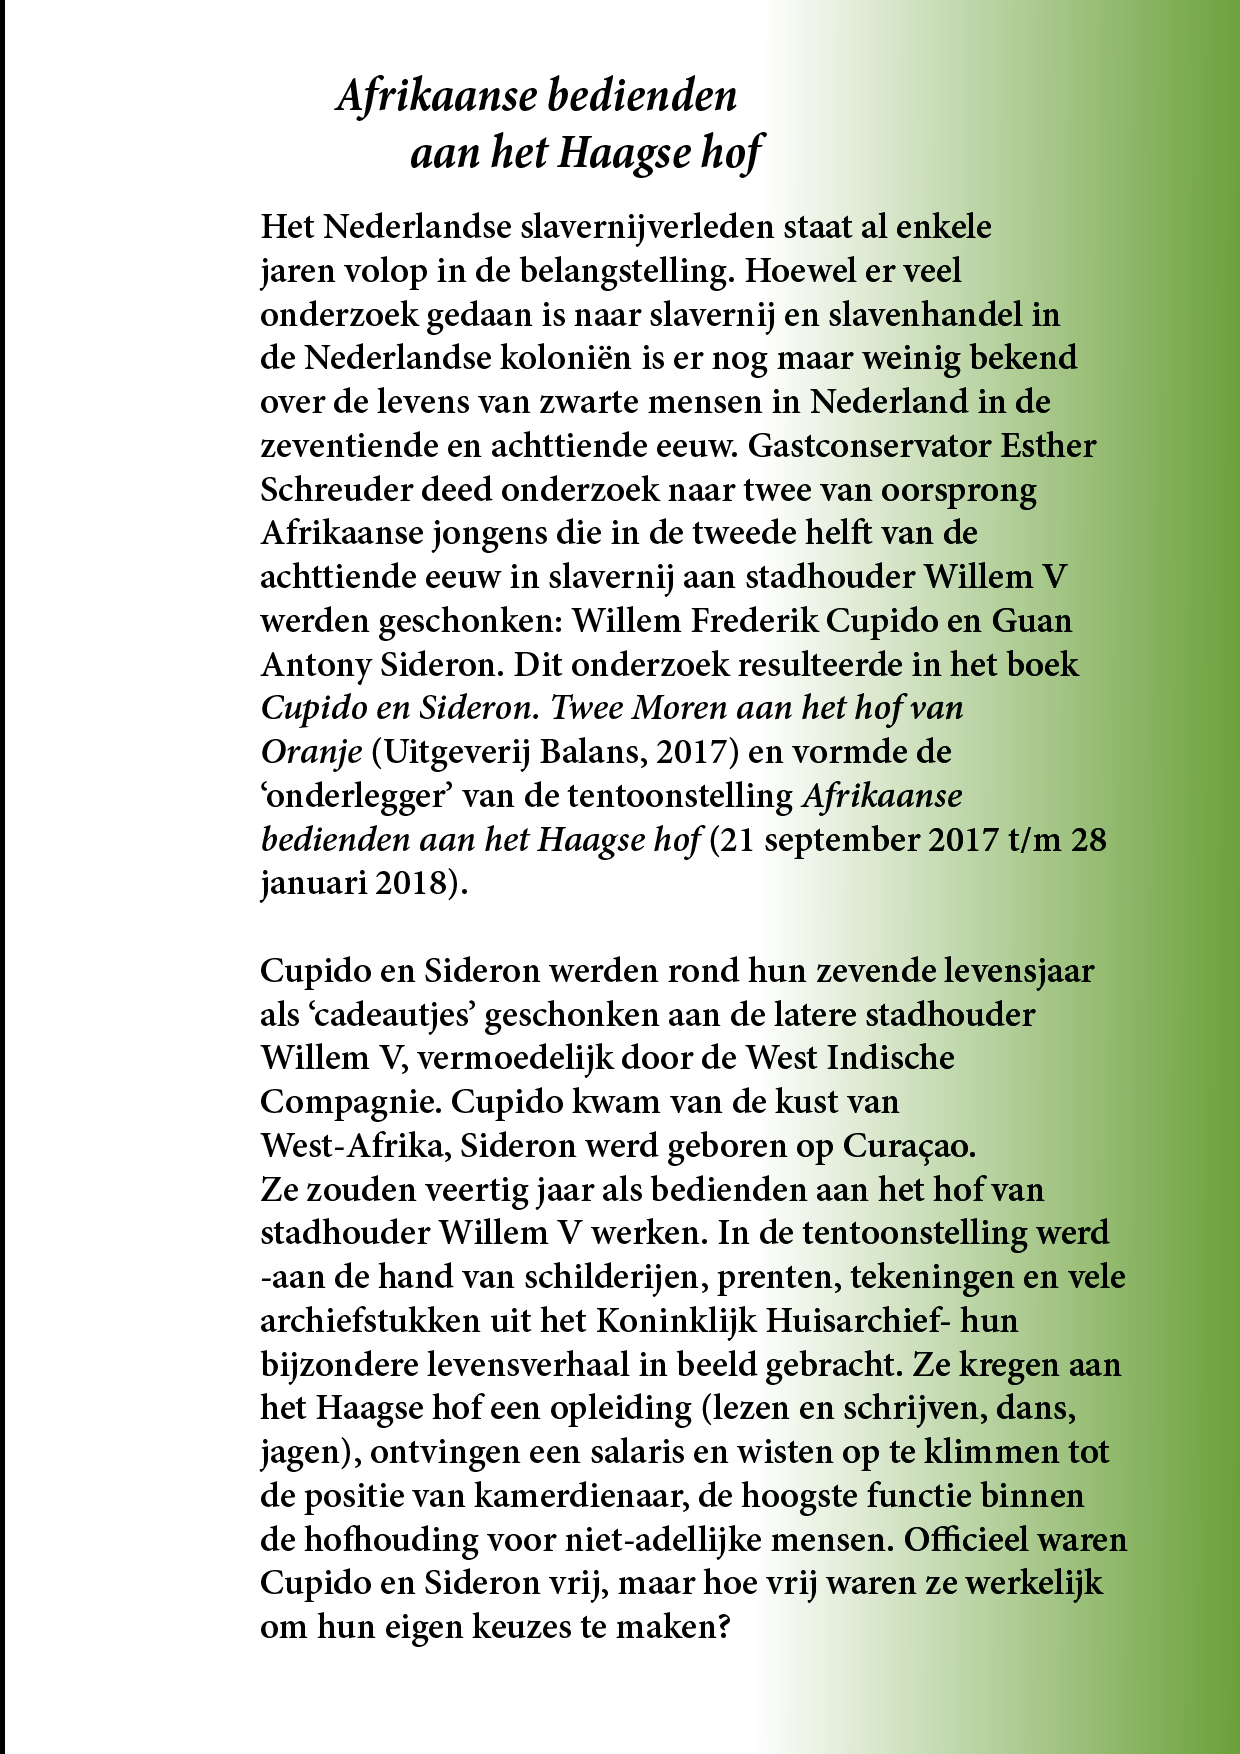 Afrikaanse bedienden
aan het Haagse hof
Het Nederlandse slavernijverleden staat al enkele
jaren volop in de belangstelling. Hoewel er veel
onderzoek gedaan is naar slavernij en slavenhandel in
de Nederlandse koloniën is er nog maar weinig bekend
over de levens van zwarte mensen in Nederland in de
zeventiende en achttiende eeuw. Gastconservator Esther
Schreuder deed onderzoek naar twee van oorsprong
Afrikaanse jongens die in de tweede helft van de
achttiende eeuw in slavernij aan stadhouder Willem V
werden geschonken: Willem Frederik Cupido en Guan
Antony Sideron. Dit onderzoek resulteerde in het boek
Cupido en Sideron. Twee Moren aan het hof van
Oranje (Uitgeverij Balans, 2017) en vormde de
‘onderlegger’ van de tentoonstelling Afrikaanse
bedienden aan het Haagse hof (21 september 2017 t/m 28
januari 2018).
Cupido en Sideron werden rond hun zevende levensjaar
als ‘cadeautjes’ geschonken aan de latere stadhouder
Willem V, vermoedelijk door de West Indische
Compagnie. Cupido kwam van de kust van
West-Afrika, Sideron werd geboren op Curaçao.
Ze zouden veertig jaar als bedienden aan het hof van
stadhouder Willem V werken. In de tentoonstelling werd
-aan de hand van schilderijen, prenten, tekeningen en vele
archiefstukken uit het Koninklijk Huisarchief- hun
bijzondere levensverhaal in beeld gebracht. Ze kregen aan
het Haagse hof een opleiding (lezen en schrijven, dans,
jagen), ontvingen een salaris en wisten op te klimmen tot
de positie van kamerdienaar, de hoogste functie binnen
de hofhouding voor niet-adellijke mensen. Officieel waren
Cupido en Sideron vrij, maar hoe vrij waren ze werkelijk
om hun eigen keuzes te maken?